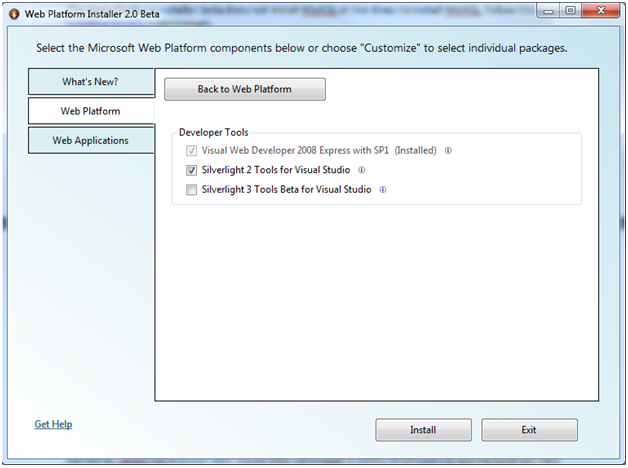 Web Platform Installer 2.0 Beta
Select the Microsoft Web Platform components below or choose "Customize" to select individual packages.
What's New?
Web Platform
Web Applications
Back to Web Platform
Developer Tools
Visual Web Developer 2008 Express with SP1 (Installed)
Silverlight 2 Tools for Visual Studio
Silverlight 3 Tools Beta for Visual Studio
Get Help
Install
Exit